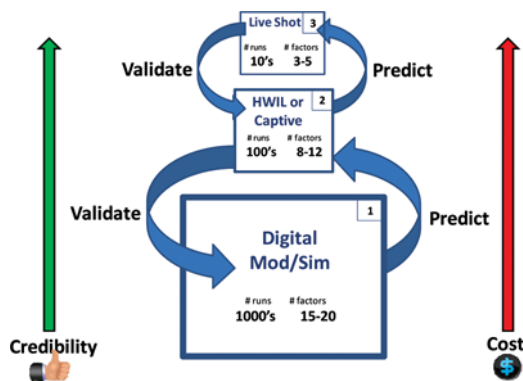 Live Shot
3
# runs # factors
10's 3-5
Validate
Predict
HWIL or
Captive
2
# runs # factors
100's 8-12
Validate
Predict
1
Digital
Mod/Sim
# runs # factors
1000's 15-20
Credibility
Cost
$